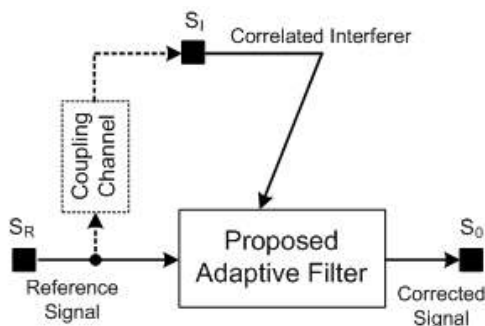 S_I
Correlated Interferer
Coupling
Channel
S_R
Reference
Signal
Proposed
Adaptive Filter
S_0
Corrected
Signal